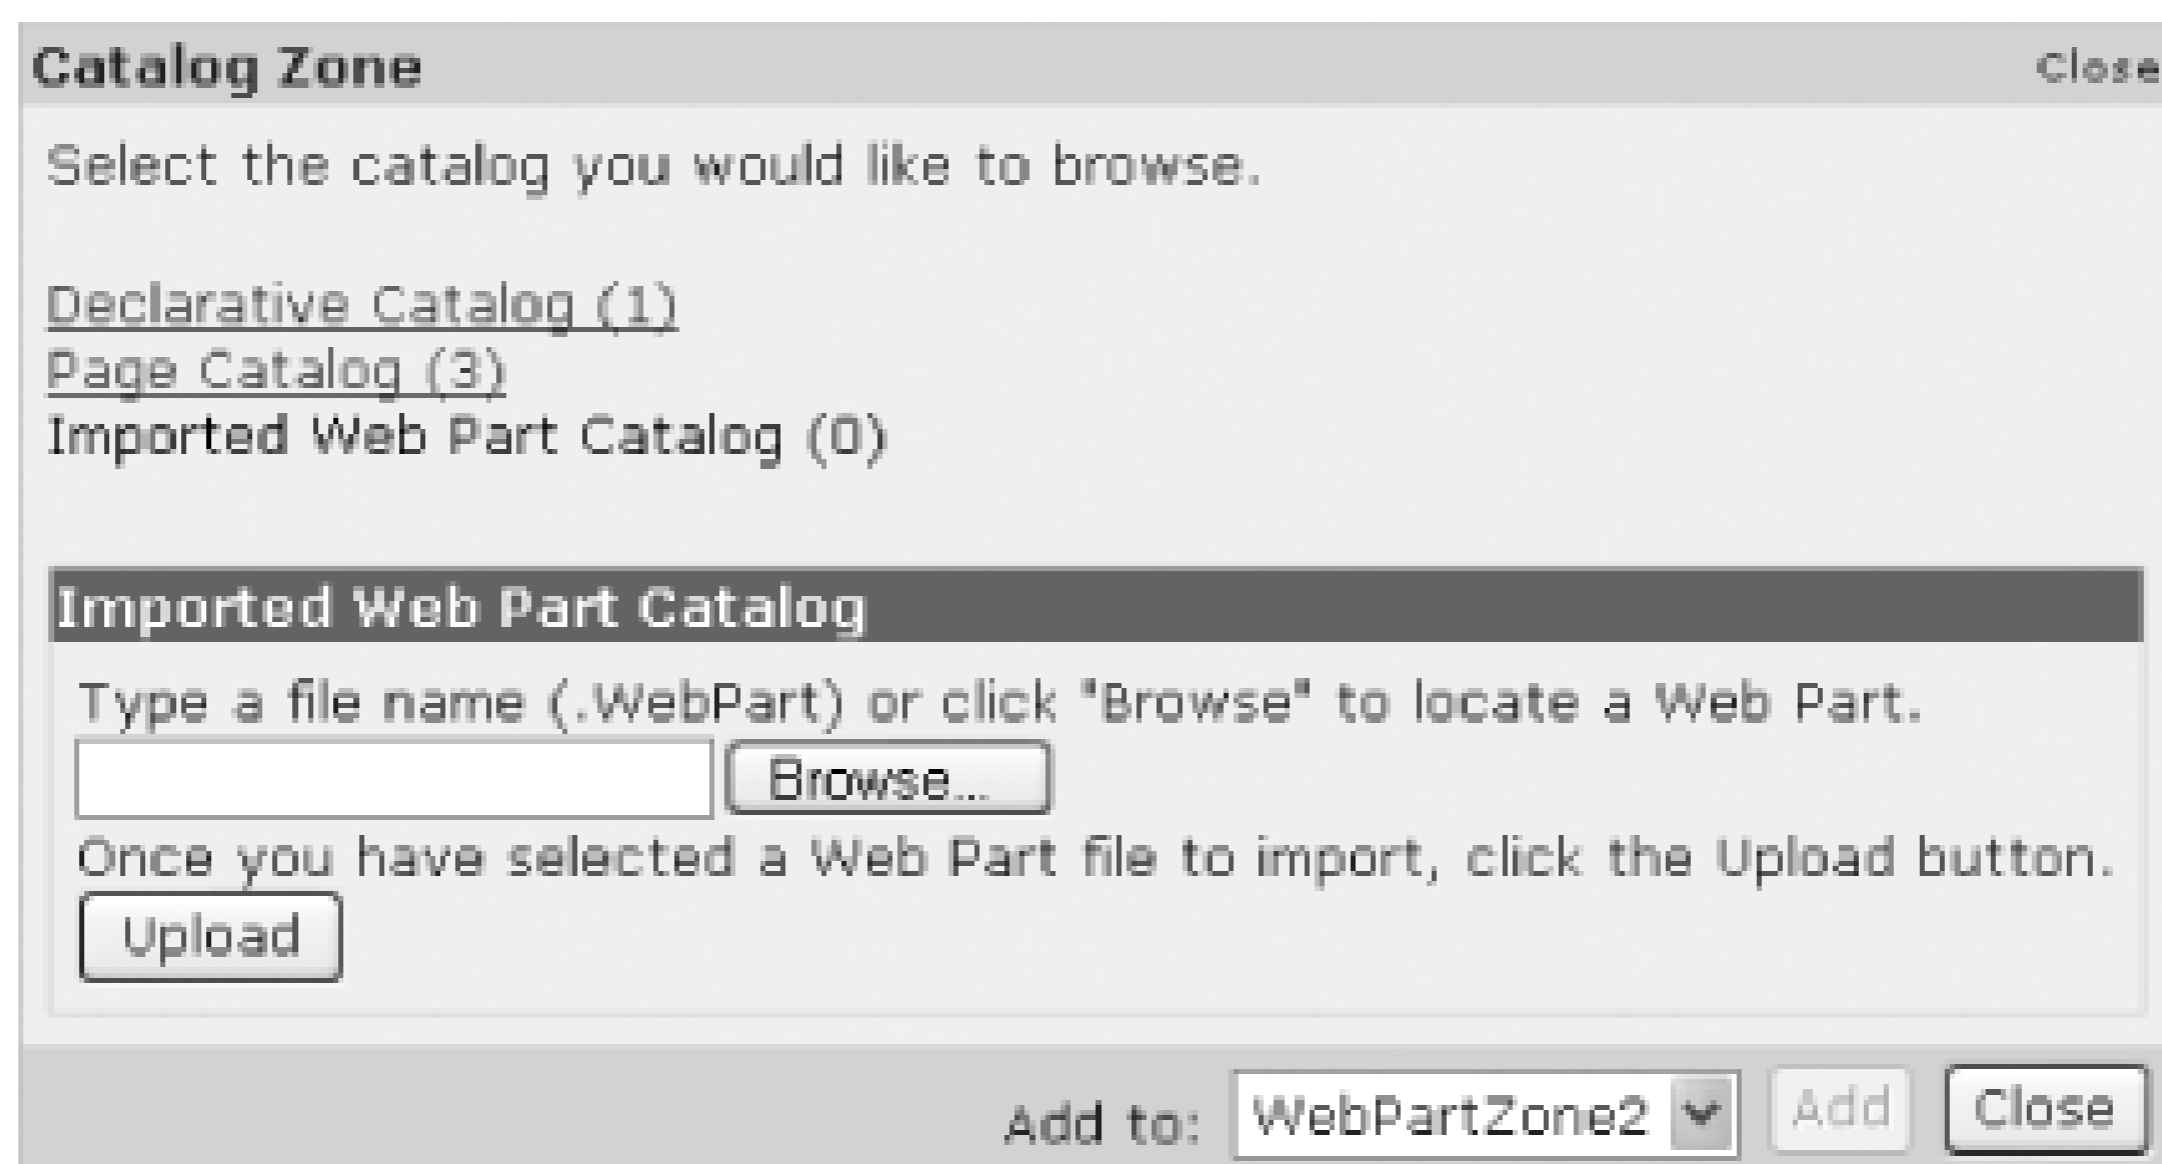 Catalog Zone Close
Select the catalog you would like to browse.
Declarative Catalog (1)
Page Catalog (3)
Imported Web Part Catalog (0)
Imported Web Part Catalog
Type a file name (.WebPart) or click "Browse" to locate a Web Part.
Browse...
Once you have selected a Web Part file to import, click the Upload button.
Upload
Add to: WebPartZone2 Add Close